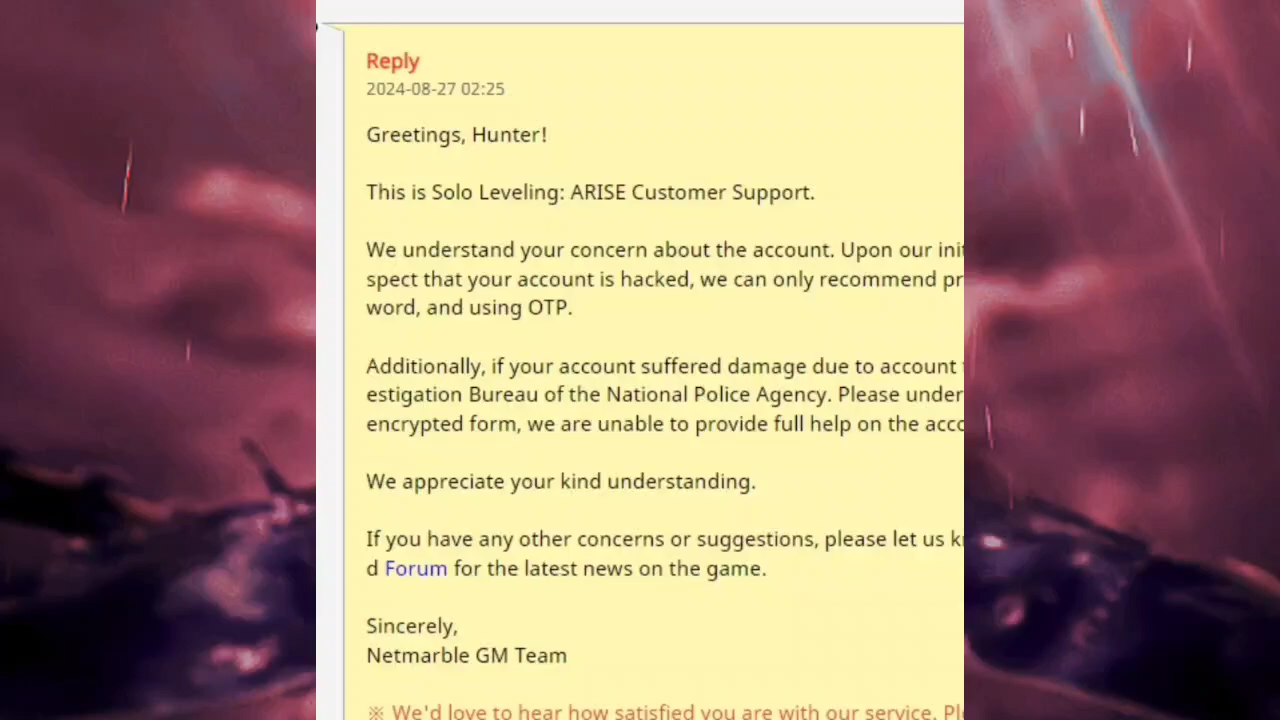 Reply
2024-08-27 02:25
Greetings, Hunter!
This is Solo Leveling: ARISE Customer Support.
We understand your concern about the account. Upon our init
spect that your account is hacked, we can only recommend pr
word, and using OTP.
Additionally, if your account suffered damage due to account
estigation Bureau of the National Police Agency. Please under
encrypted form, we are unable to provide full help on the acco
We appreciate your kind understanding.
If you have any other concerns or suggestions, please let us k
d Forum for the latest news on the game.
Sincerely,
Netmarble GM Team
※ We'd love to hear how satisfied you are with our service. Pl